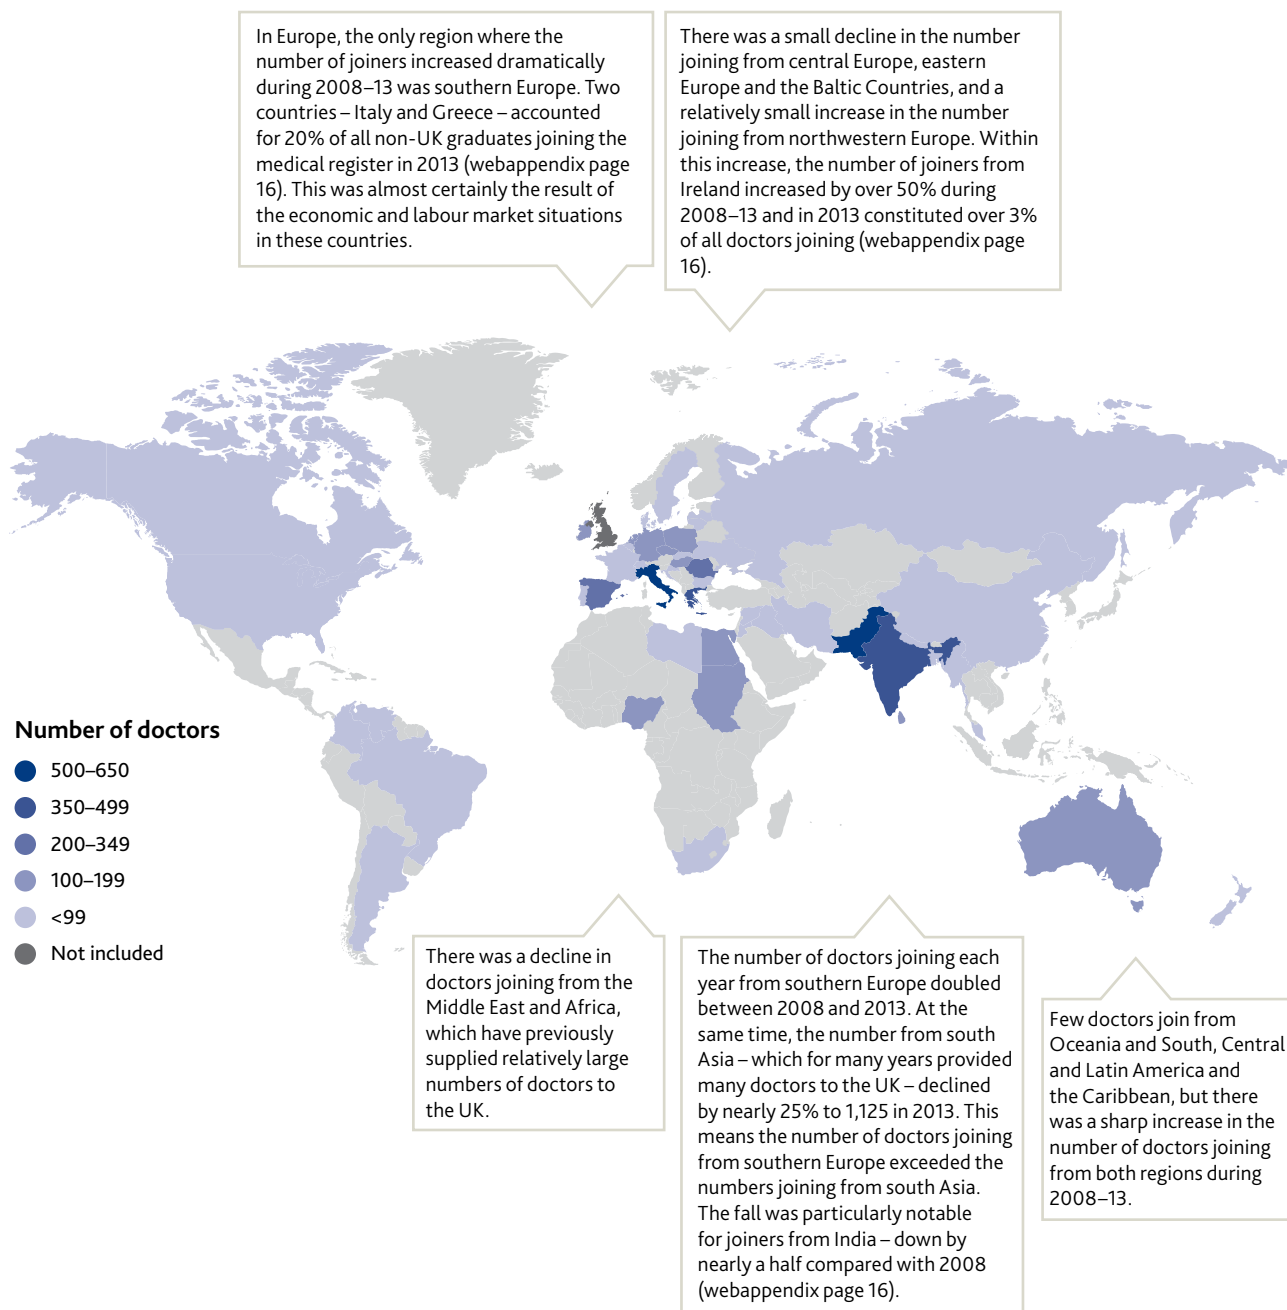 In Europe, the only region where the
number of joiners increased dramatically
during 2008–13 was southern Europe. Two
countries – Italy and Greece – accounted
for 20% of all non-UK graduates joining the
medical register in 2013 (webappendix page
16). This was almost certainly the result of
the economic and labour market situations
in these countries.
There was a small decline in the number
joining from central Europe, eastern
Europe and the Baltic Countries, and a
relatively small increase in the number
joining from northwestern Europe. Within
this increase, the number of joiners from
Ireland increased by over 50% during
2008–13 and in 2013 constituted over 3%
of all doctors joining (webappendix page
16).
Number of doctors
500–650
350–499
200–349
100–199
<99
Not included
There was a decline in
doctors joining from the
Middle East and Africa,
which have previously
supplied relatively large
numbers of doctors to
the UK.
The number of doctors joining each
year from southern Europe doubled
between 2008 and 2013. At the
same time, the number from south
Asia – which for many years provided
many doctors to the UK – declined
by nearly 25% to 1,125 in 2013. This
means the number of doctors joining
from southern Europe exceeded the
numbers joining from south Asia.
The fall was particularly notable
for joiners from India – down by
nearly a half compared with 2008
(webappendix page 16).
Few doctors join from
Oceania and South, Central
and Latin America and
the Caribbean, but there
was a sharp increase in the
number of doctors joining
from both regions during
2008–13.